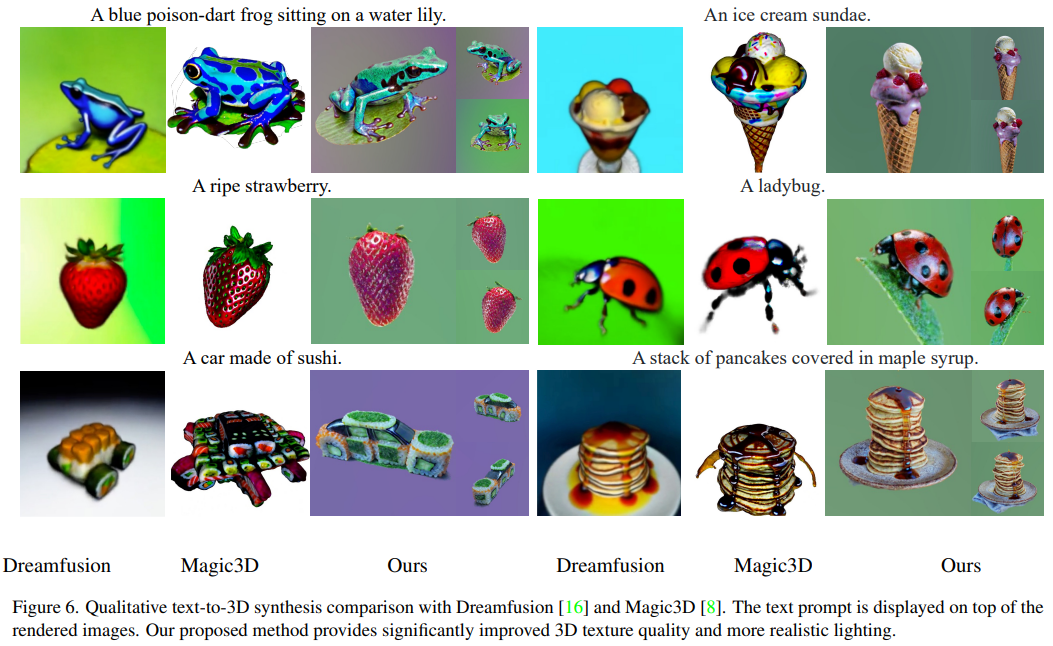 A blue poison-dart frog sitting on a water lily.
An ice cream sundae.
A ripe strawberry.
A ladybug.
A car made of sushi.
A stack of pancakes covered in maple syrup.
Dreamfusion Magic3D Ours Dreamfusion Magic3D Ours
Figure 6. Qualitative text-to-3D synthesis comparison with Dreamfusion [16] and Magic3D [8]. The text prompt is displayed on top of the
rendered images. Our proposed method provides significantly improved 3D texture quality and more realistic lighting.